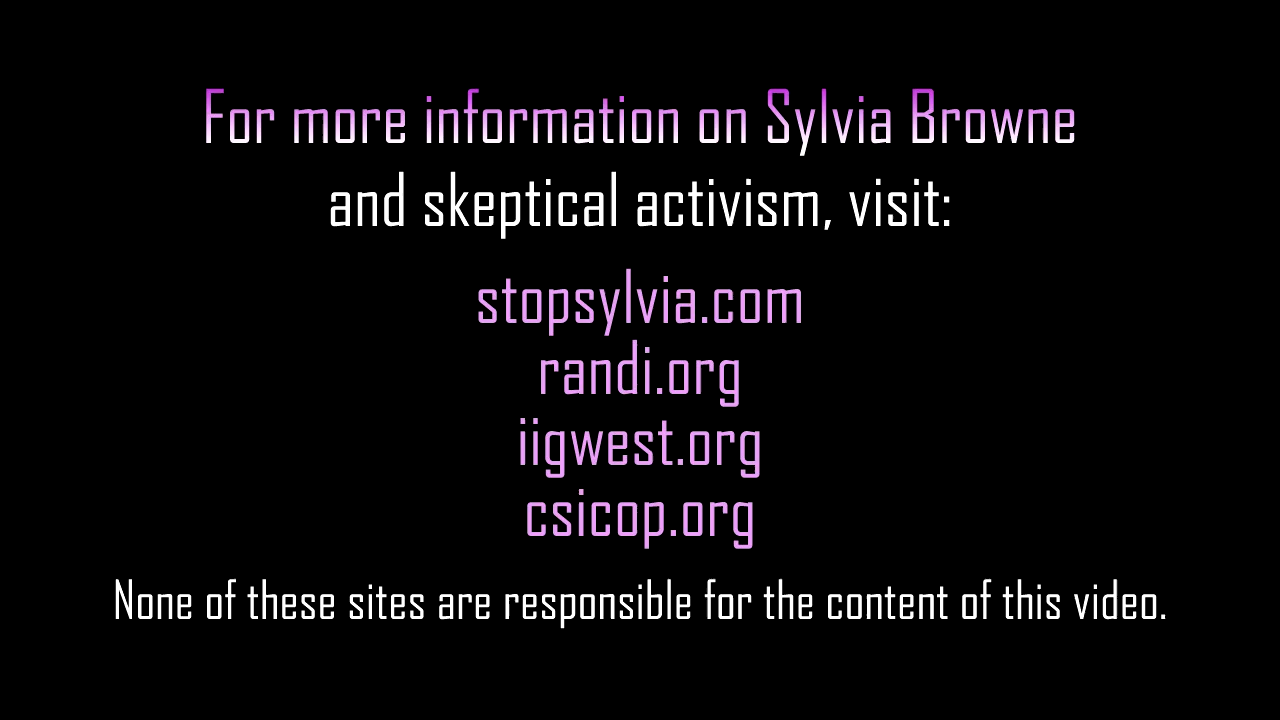 For more information on Sylvia Browne
and skeptical activism, visit:
stopsylvia.com
randi.org
iigwest.org
csicop.org
None of these sites are responsible for the content of this video.